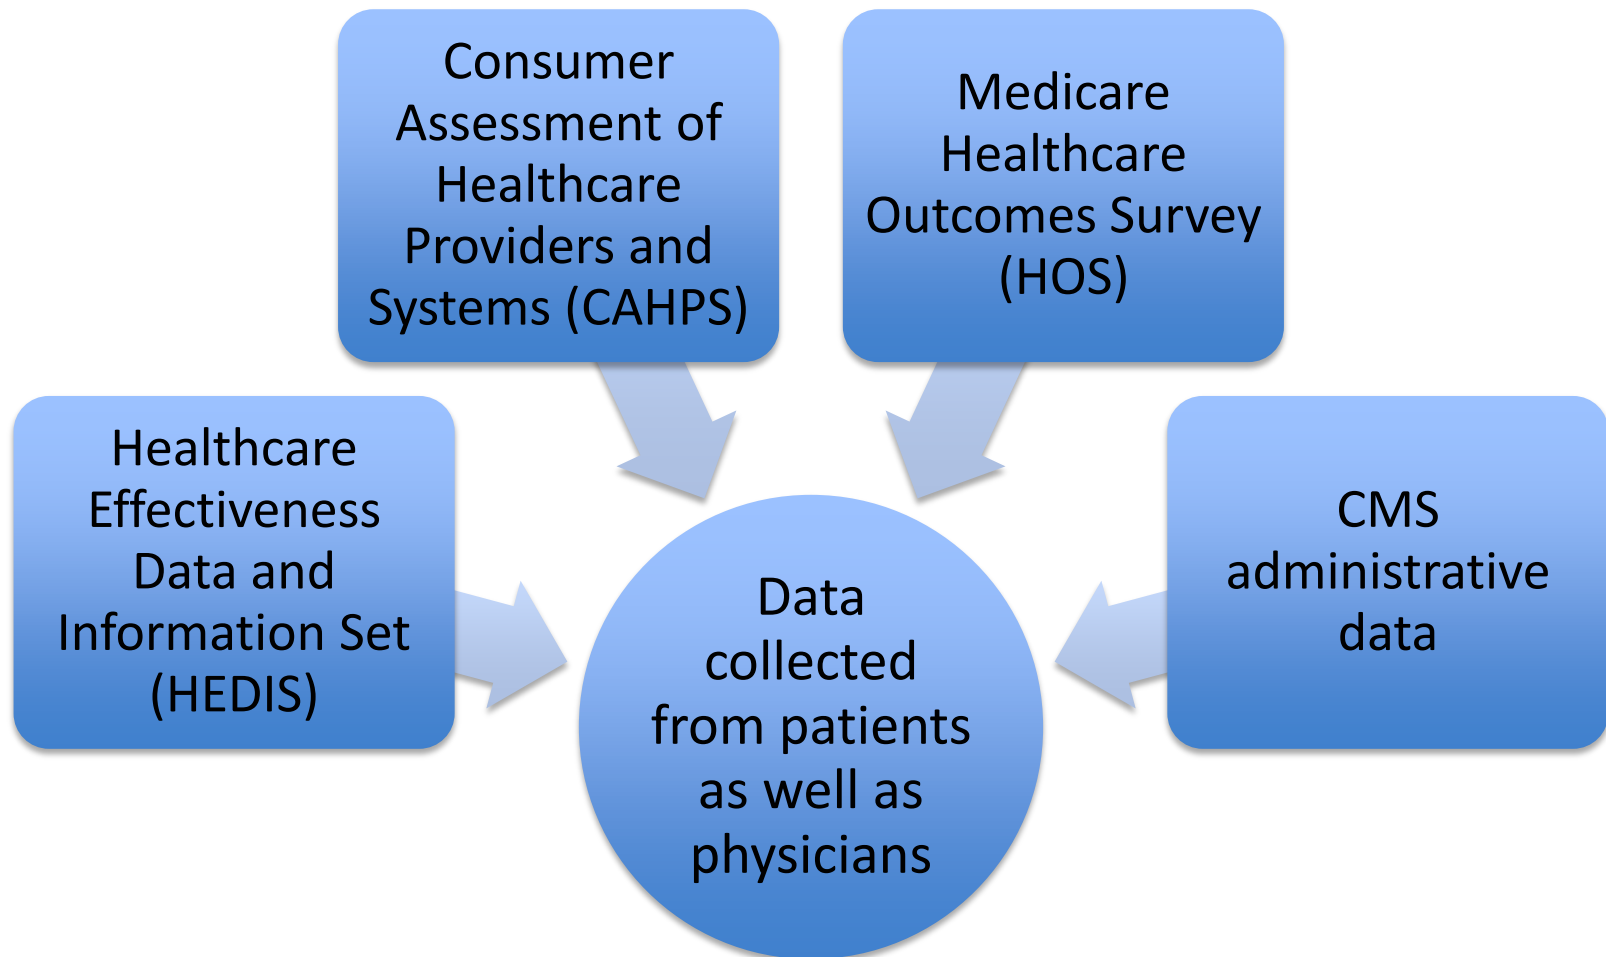 Consumer
Assessment of
Healthcare
Providers and
Systems (CAHPS)
Medicare
Healthcare
Outcomes Survey
(HOS)
Healthcare
Effectiveness
Data and
Information Set
(HEDIS)
CMS
administrative
data
Data
collected
from patients
as well as
physicians